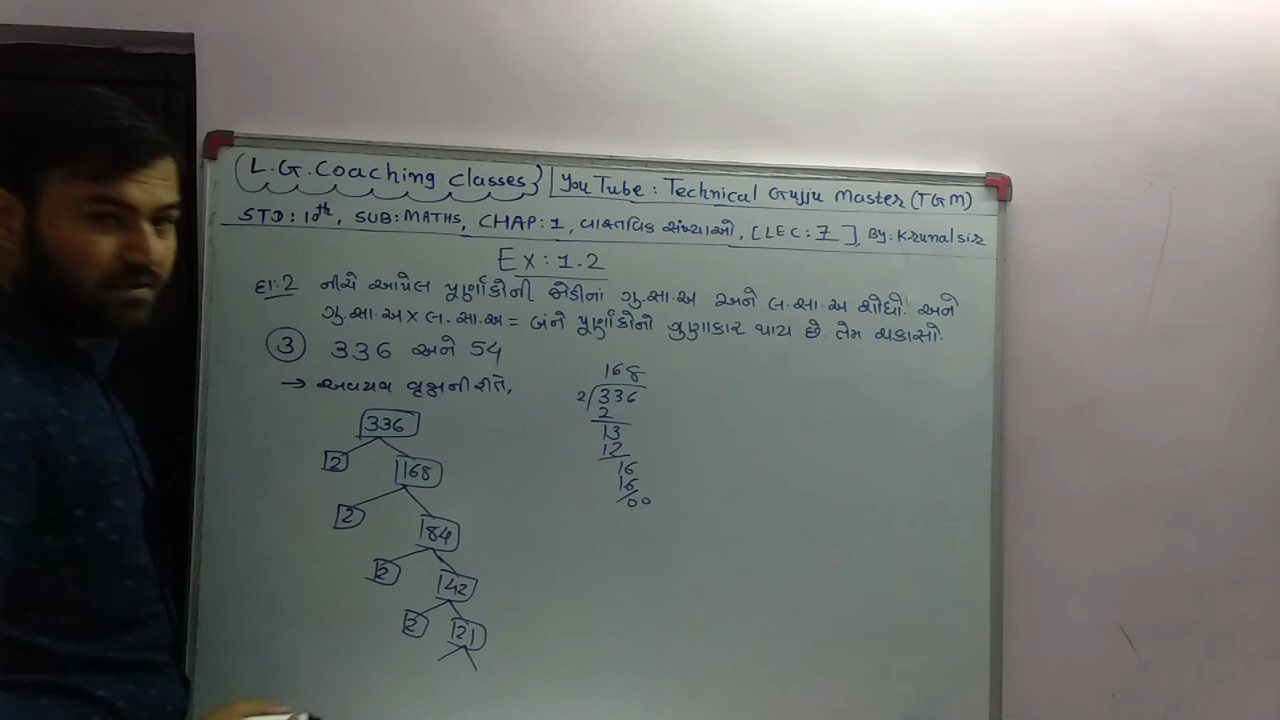 L.G. Coaching classes YouTube : Technical Gujju Master (TGM)
STD : 10th, SUB: MATHS, CHAP: 1, વાસ્તવિક સંખ્યાઓ, [LEC: 7], By: Krunal sir
Ex : 1.2
દા:2 નીચે આપેલ પૂર્ણાંકોની જોડીનાં ગુ.સા.અ અને લ.સા.અ શોધો. અને
ગુ.સા.અ × લ.સા.અ = બંને પૂર્ણાંકોનો ગુણાકાર થાય છે. તેમ ચકાસો.
3 336 અને 54
→ અવયવ વૃક્ષની રીતે,
336
2 168
2 84
2 42
2 21
168
2 336
2
13
12
16
16
00